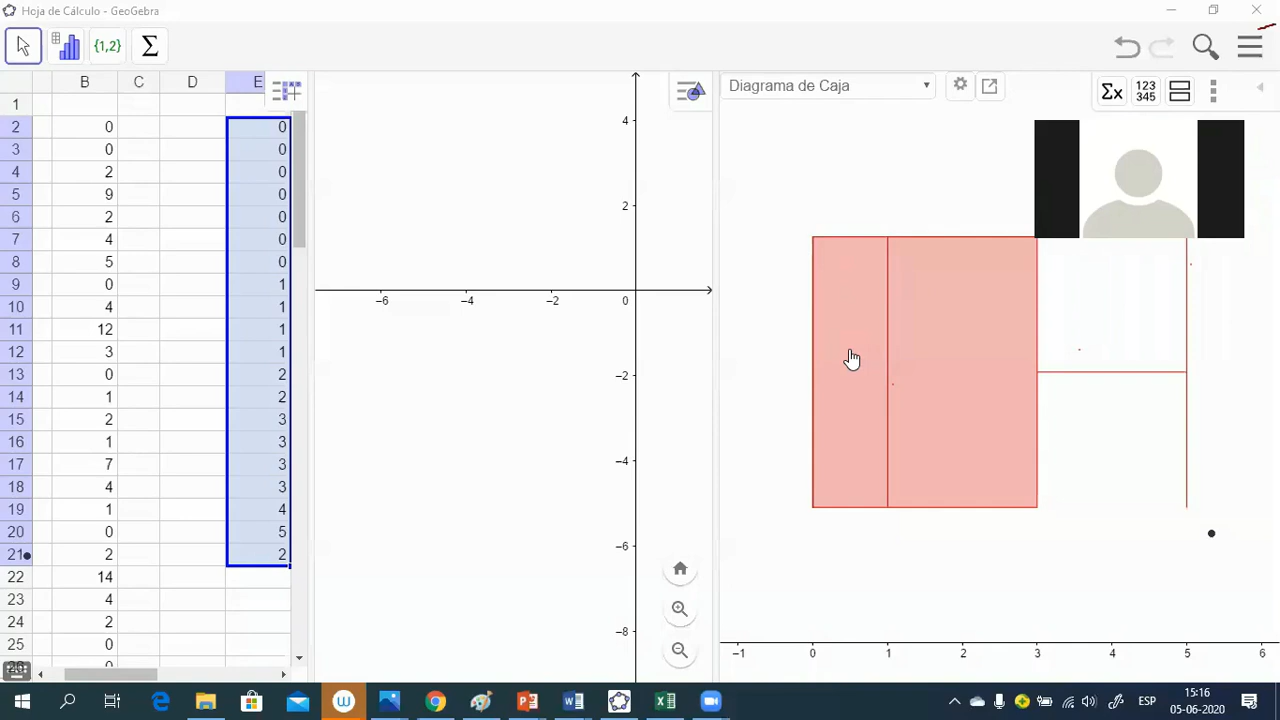 Hoja de Cálculo - GeoGebra
{1,2} Σ
Diagrama de Caja
Σx 123 345
B C D E
1
2 0 0
3 0 0
4 2 0
5 9 0
6 2 0
7 4 0
8 5 0
9 0 1
10 4 1
11 12 1
12 3 1
13 0 2
14 1 2
15 2 3
16 1 3
17 7 3
18 4 3
19 1 4
20 0 5
21 2 2
22 14
23 4
24 2
25 0
4
2
−6 −4 −2 0
−2
−4
−6
−8
−1 0 1 2 3 4 5 6
ESP
15:16
05-06-2020